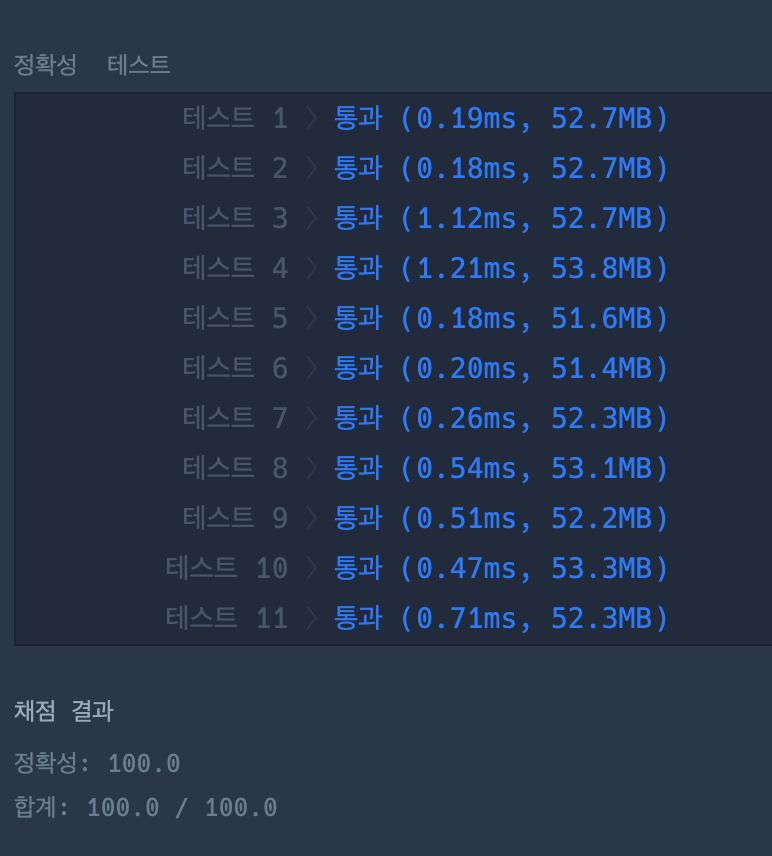 정확성 테스트
테스트 1 〉 통과 (0.19ms, 52.7MB)
테스트 2 〉 통과 (0.18ms, 52.7MB)
테스트 3 〉 통과 (1.12ms, 52.7MB)
테스트 4 〉 통과 (1.21ms, 53.8MB)
테스트 5 〉 통과 (0.18ms, 51.6MB)
테스트 6 〉 통과 (0.20ms, 51.4MB)
테스트 7 〉 통과 (0.26ms, 52.3MB)
테스트 8 〉 통과 (0.54ms, 53.1MB)
테스트 9 〉 통과 (0.51ms, 52.2MB)
테스트 10 〉 통과 (0.47ms, 53.3MB)
테스트 11 〉 통과 (0.71ms, 52.3MB)
채점 결과
정확성: 100.0
합계: 100.0 / 100.0